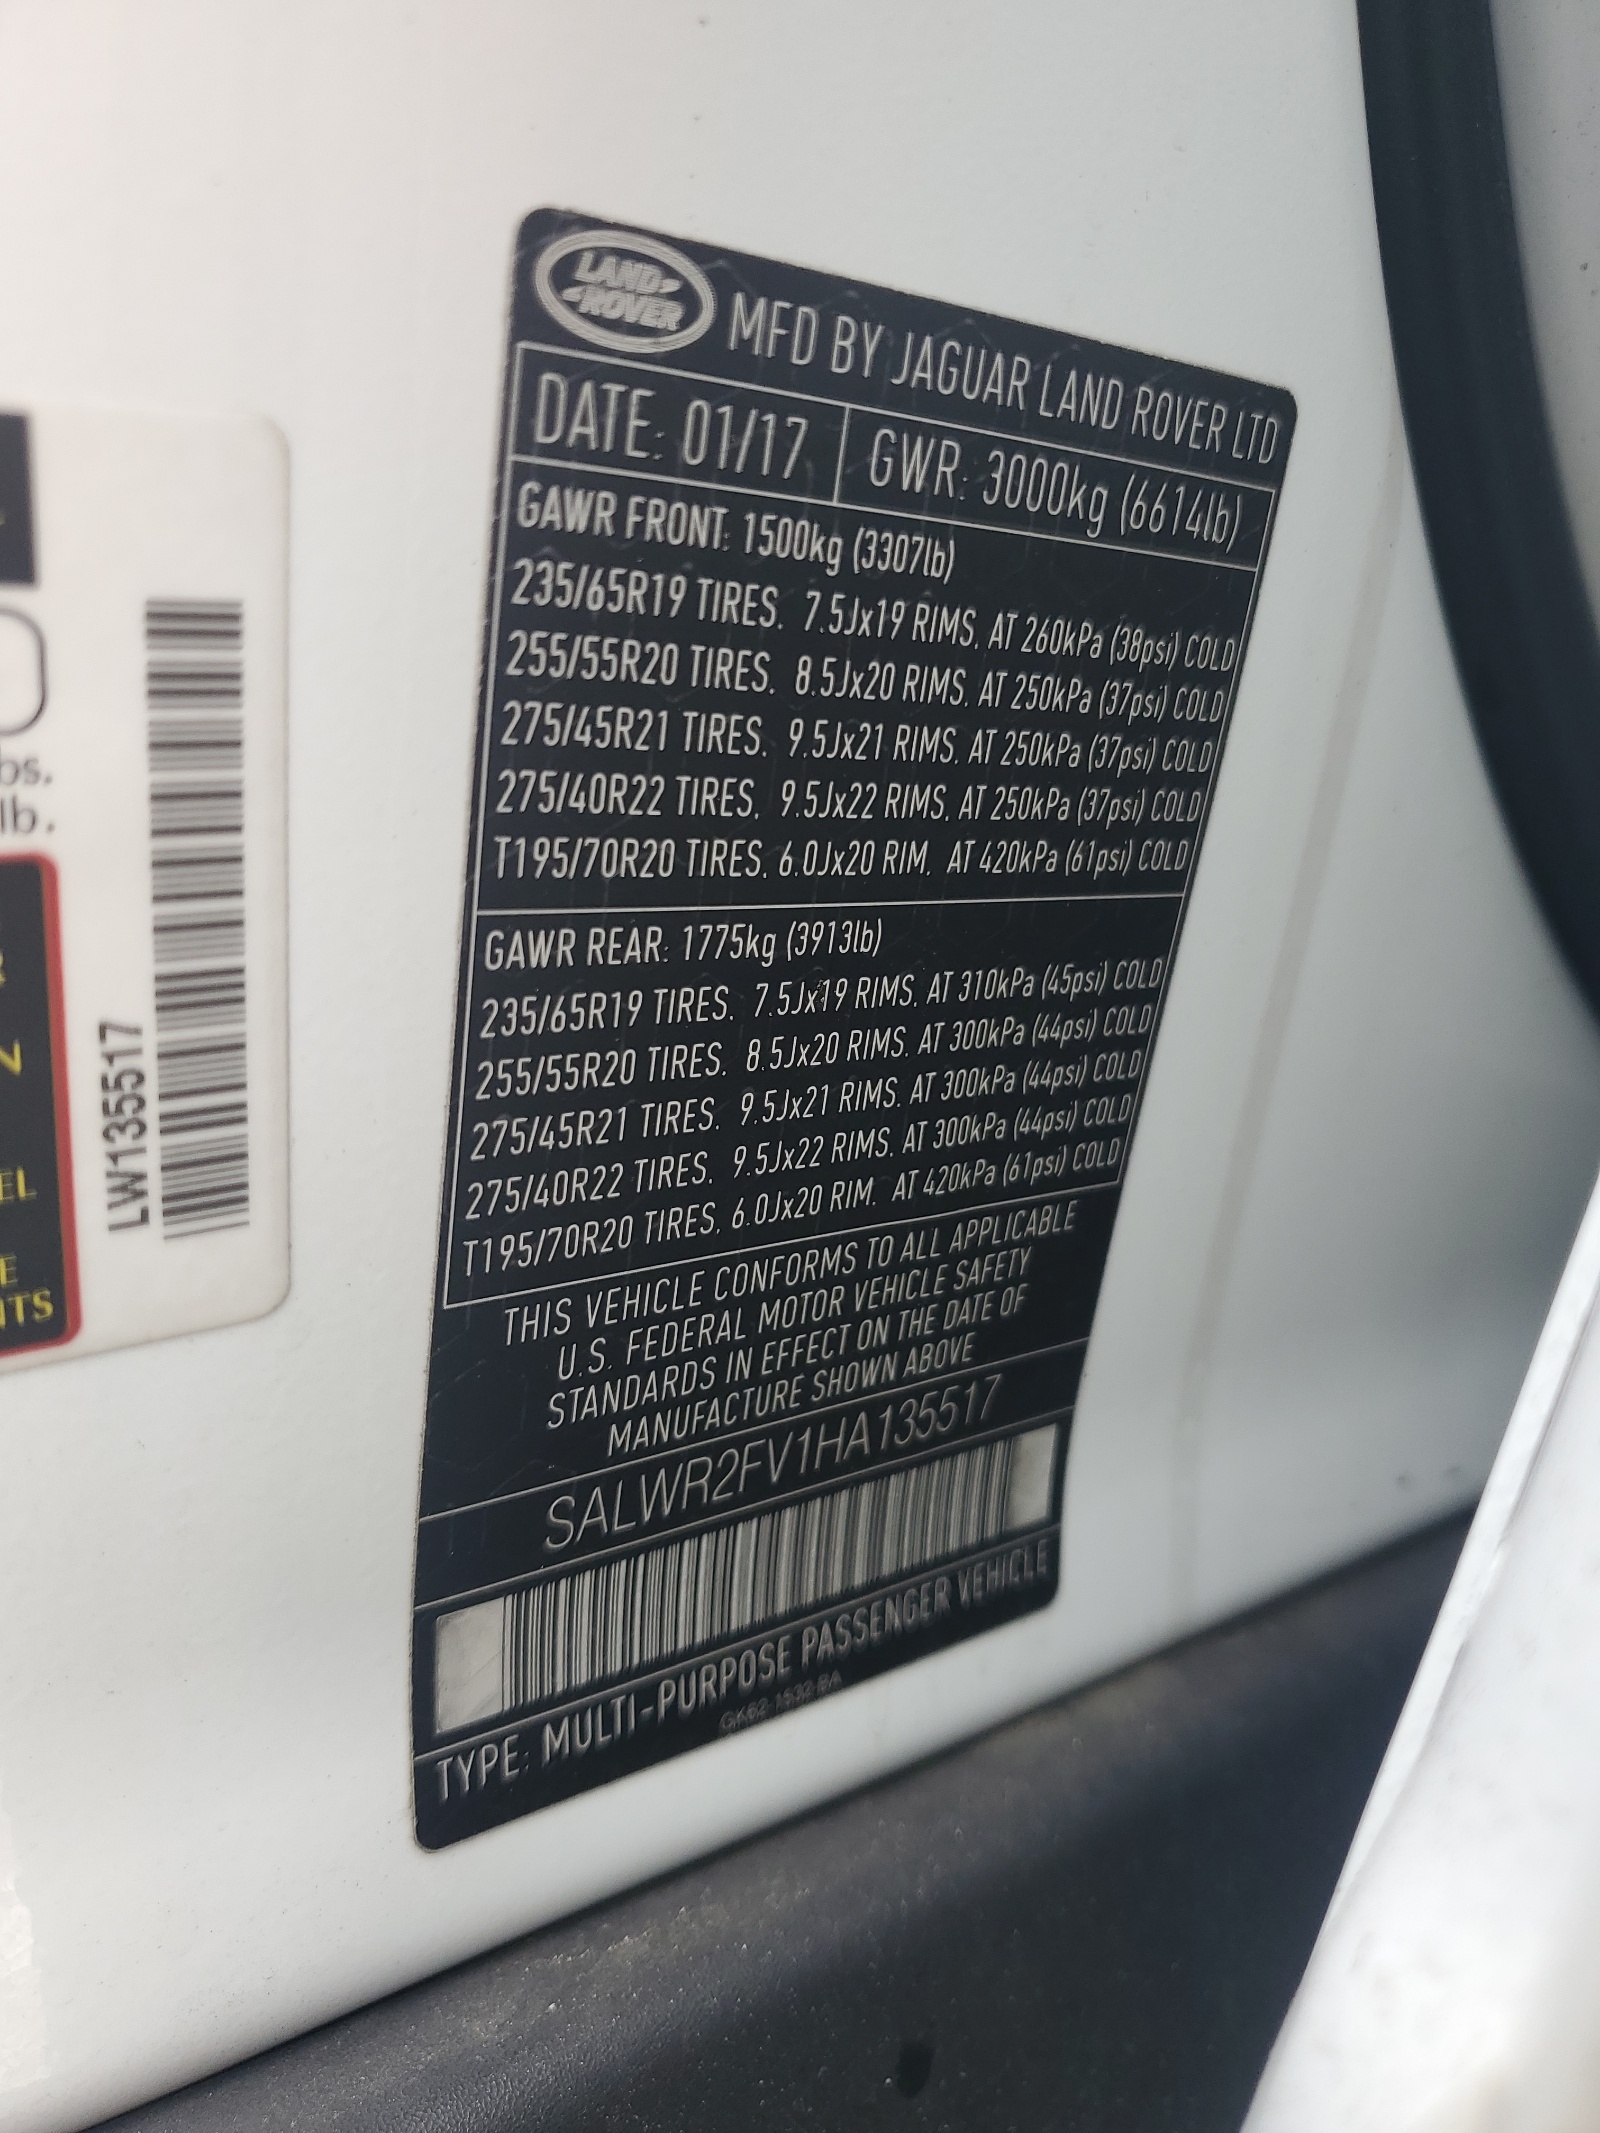 LAND
ROVER
MFD BY JAGUAR LAND ROVER LTD
DATE: 01/17 GWR: 3000kg (6614lb)
GAWR FRONT: 1500kg (3307lb)
235/65R19 TIRES. 7.5Jx19 RIMS. AT 260kPa (38psi) COLD
255/55R20 TIRES. 8.5Jx20 RIMS. AT 250kPa (37psi) COLD
275/45R21 TIRES. 9.5Jx21 RIMS. AT 250kPa (37psi) COLD
275/40R22 TIRES. 9.5Jx22 RIMS. AT 250kPa (37psi) COLD
T195/70R20 TIRES. 6.0Jx20 RIM. AT 420kPa (61psi) COLD
GAWR REAR: 1775kg (3913lb)
235/65R19 TIRES. 7.5Jx19 RIMS. AT 310kPa (45psi) COLD
255/55R20 TIRES. 8.5Jx20 RIMS. AT 300kPa (44psi) COLD
275/45R21 TIRES. 9.5Jx21 RIMS. AT 300kPa (44psi) COLD
275/40R22 TIRES. 9.5Jx22 RIMS. AT 300kPa (44psi) COLD
T195/70R20 TIRES. 6.0Jx20 RIM. AT 420kPa (61psi) COLD
THIS VEHICLE CONFORMS TO ALL APPLICABLE
U.S. FEDERAL MOTOR VEHICLE SAFETY
STANDARDS IN EFFECT ON THE DATE OF
MANUFACTURE SHOWN ABOVE
SALWR2FV1HA135517
TYPE: MULTI-PURPOSE PASSENGER VEHICLE
LW135517
lb.